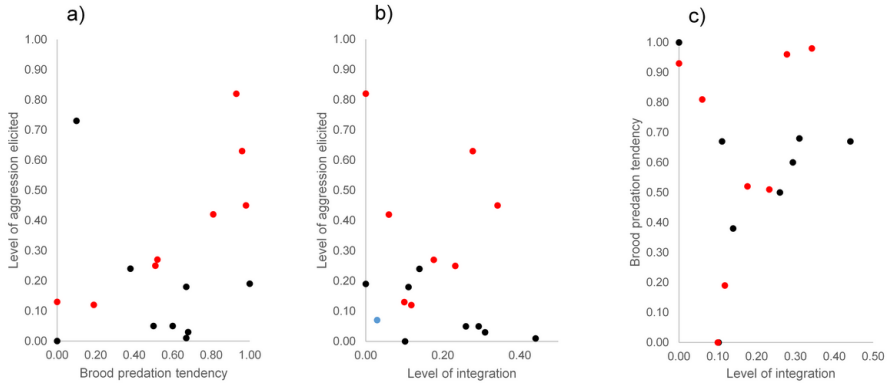 a)
1.00
0.90
0.80
0.70
0.60
0.50
0.40
0.30
0.20
0.10
0.00
Level of aggression elicited
0.00 0.20 0.40 0.60 0.80 1.00
Brood predation tendency
b)
1.00
0.90
0.80
0.70
0.60
0.50
0.40
0.30
0.20
0.10
0.00
Level of aggression elicited
0.00 0.20 0.40
Level of integration
c)
1.00
0.90
0.80
0.70
0.60
0.50
0.40
0.30
0.20
0.10
0.00
Brood predation tendency
0.00 0.10 0.20 0.30 0.40 0.50
Level of integration